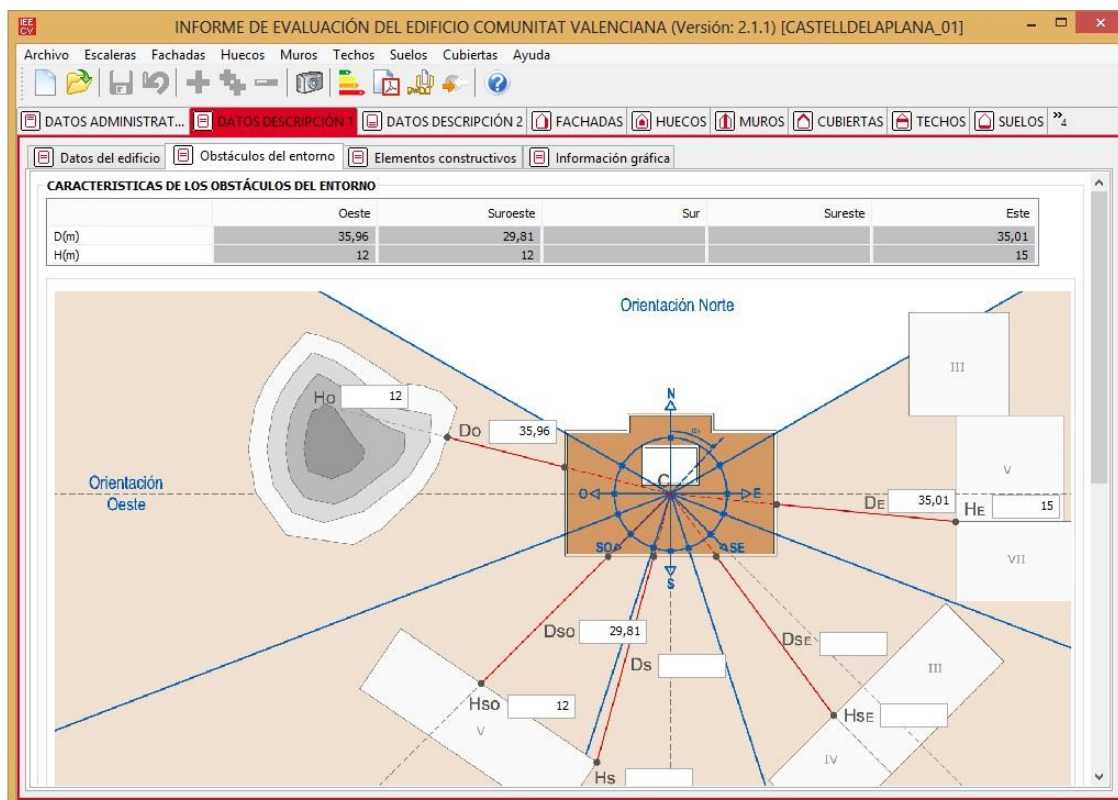 IEE
CV
INFORME DE EVALUACIÓN DEL EDIFICIO COMUNITAT VALENCIANA (Versión: 2.1.1) [CASTELLDELAPLANA_01]
Archivo Escaleras Fachadas Huecos Muros Techos Suelos Cubiertas Ayuda
DATOS ADMINISTRAT... DATOS DESCRIPCIÓN 1 DATOS DESCRIPCIÓN 2 FACHADAS HUECOS MUROS CUBIERTAS TECHOS SUELOS »4
Datos del edificio Obstáculos del entorno Elementos constructivos Información gráfica
CARACTERISTICAS DE LOS OBSTÁCULOS DEL ENTORNO
Oeste Suroeste Sur Sureste Este
D(m) 35,96 29,81 35,01
H(m) 12 12 15
Orientación Norte
III
N
HO 12
DO 35,96
C
V
Orientación
Oeste
O E
DE 35,01 HE 15
SO SE
S
VII
DSO 29,81
DS
DSE
III
HSO 12
HSE
V
IV
HS